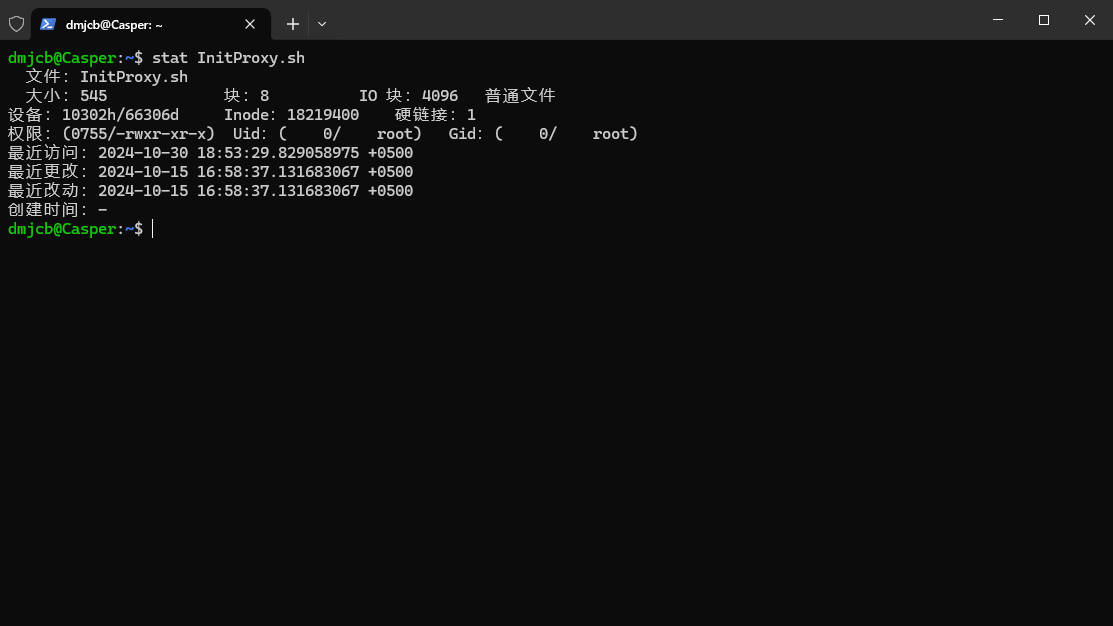 dmjcb@Casper: ~
dmjcb@Casper:~$ stat InitProxy.sh
  文件：InitProxy.sh
  大小：545             块：8          IO 块：4096   普通文件
设备：10302h/66306d     Inode：18219400    硬链接：1
权限：(0755/-rwxr-xr-x)  Uid：(    0/    root)   Gid：(    0/    root)
最近访问：2024-10-30 18:53:29.829058975 +0500
最近更改：2024-10-15 16:58:37.131683067 +0500
最近改动：2024-10-15 16:58:37.131683067 +0500
创建时间：-
dmjcb@Casper:~$